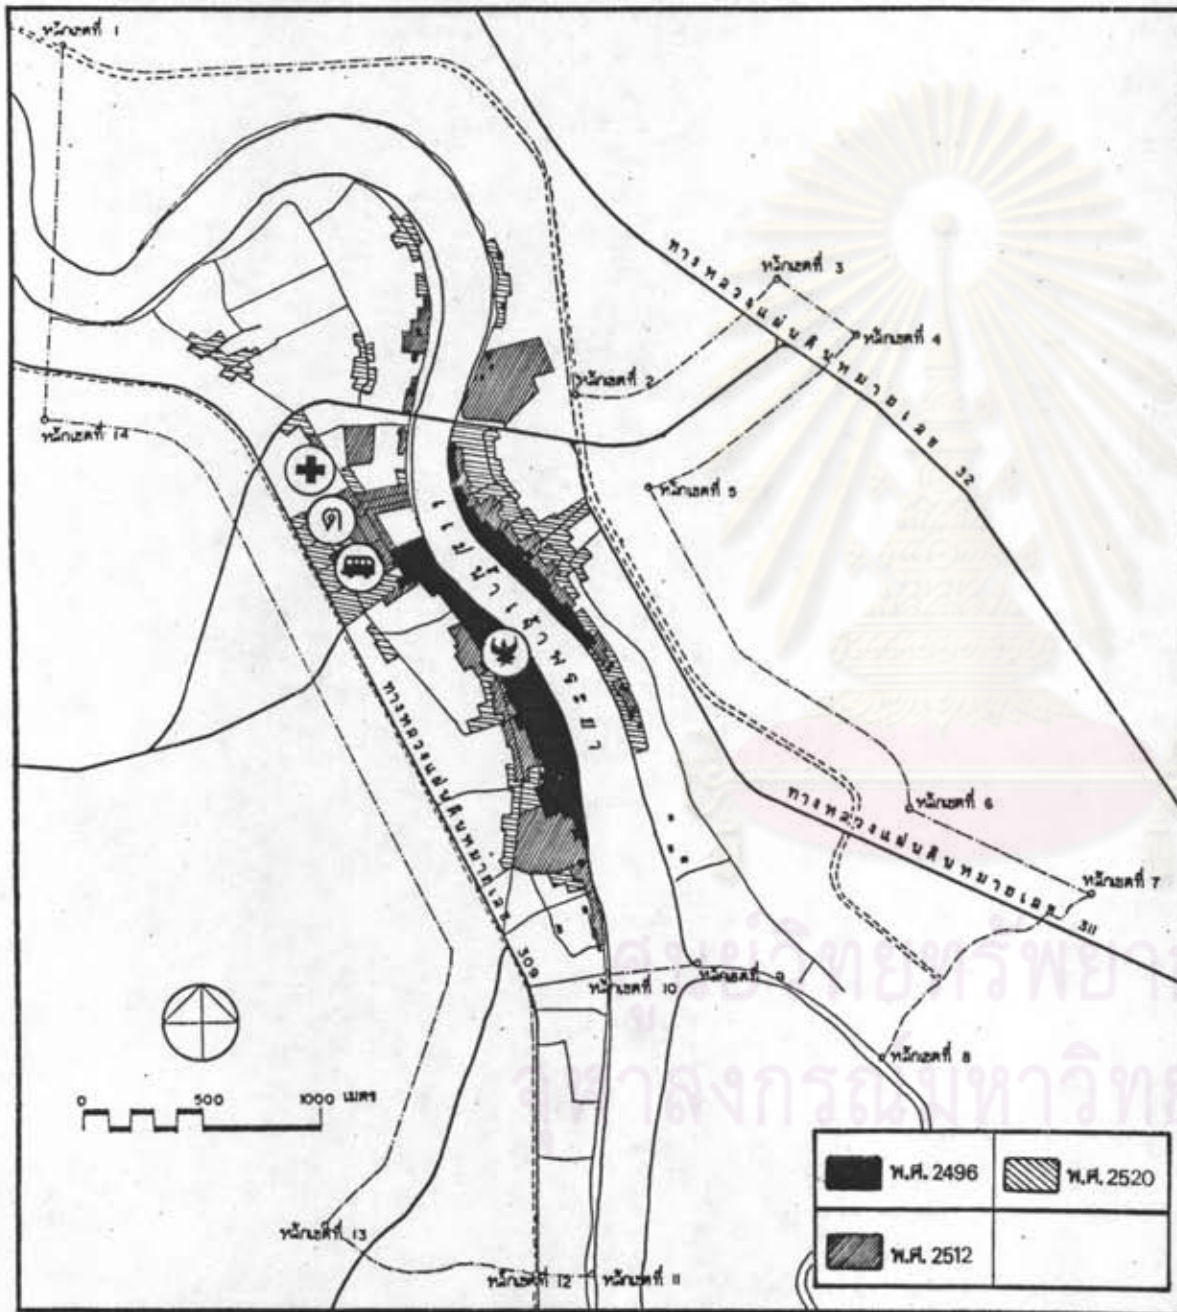 หลักเขตที่ 1
หลักเขตที่ 3
ทางหลวงแผ่นดินหมายเลข 32
หลักเขตที่ 4
หลักเขตที่ 2
หลักเขตที่ 14
หลักเขตที่ 5
ต
แม่น้ำเจ้าพระยา
ทางหลวงแผ่นดินหมายเลข 309
หลักเขตที่ 6
ทางหลวงแผ่นดินหมายเลข 311
หลักเขตที่ 7
หลักเขตที่ 10
หลักเขตที่ 9
หลักเขตที่ 8
0 500 1000 เมตร
หลักเขตที่ 13
หลักเขตที่ 12
หลักเขตที่ 11
พ.ศ. 2496
พ.ศ. 2520
พ.ศ. 2512
ศูนย์วิทยทรัพยาก
จุฬาลงกรณ์มหาวิทย